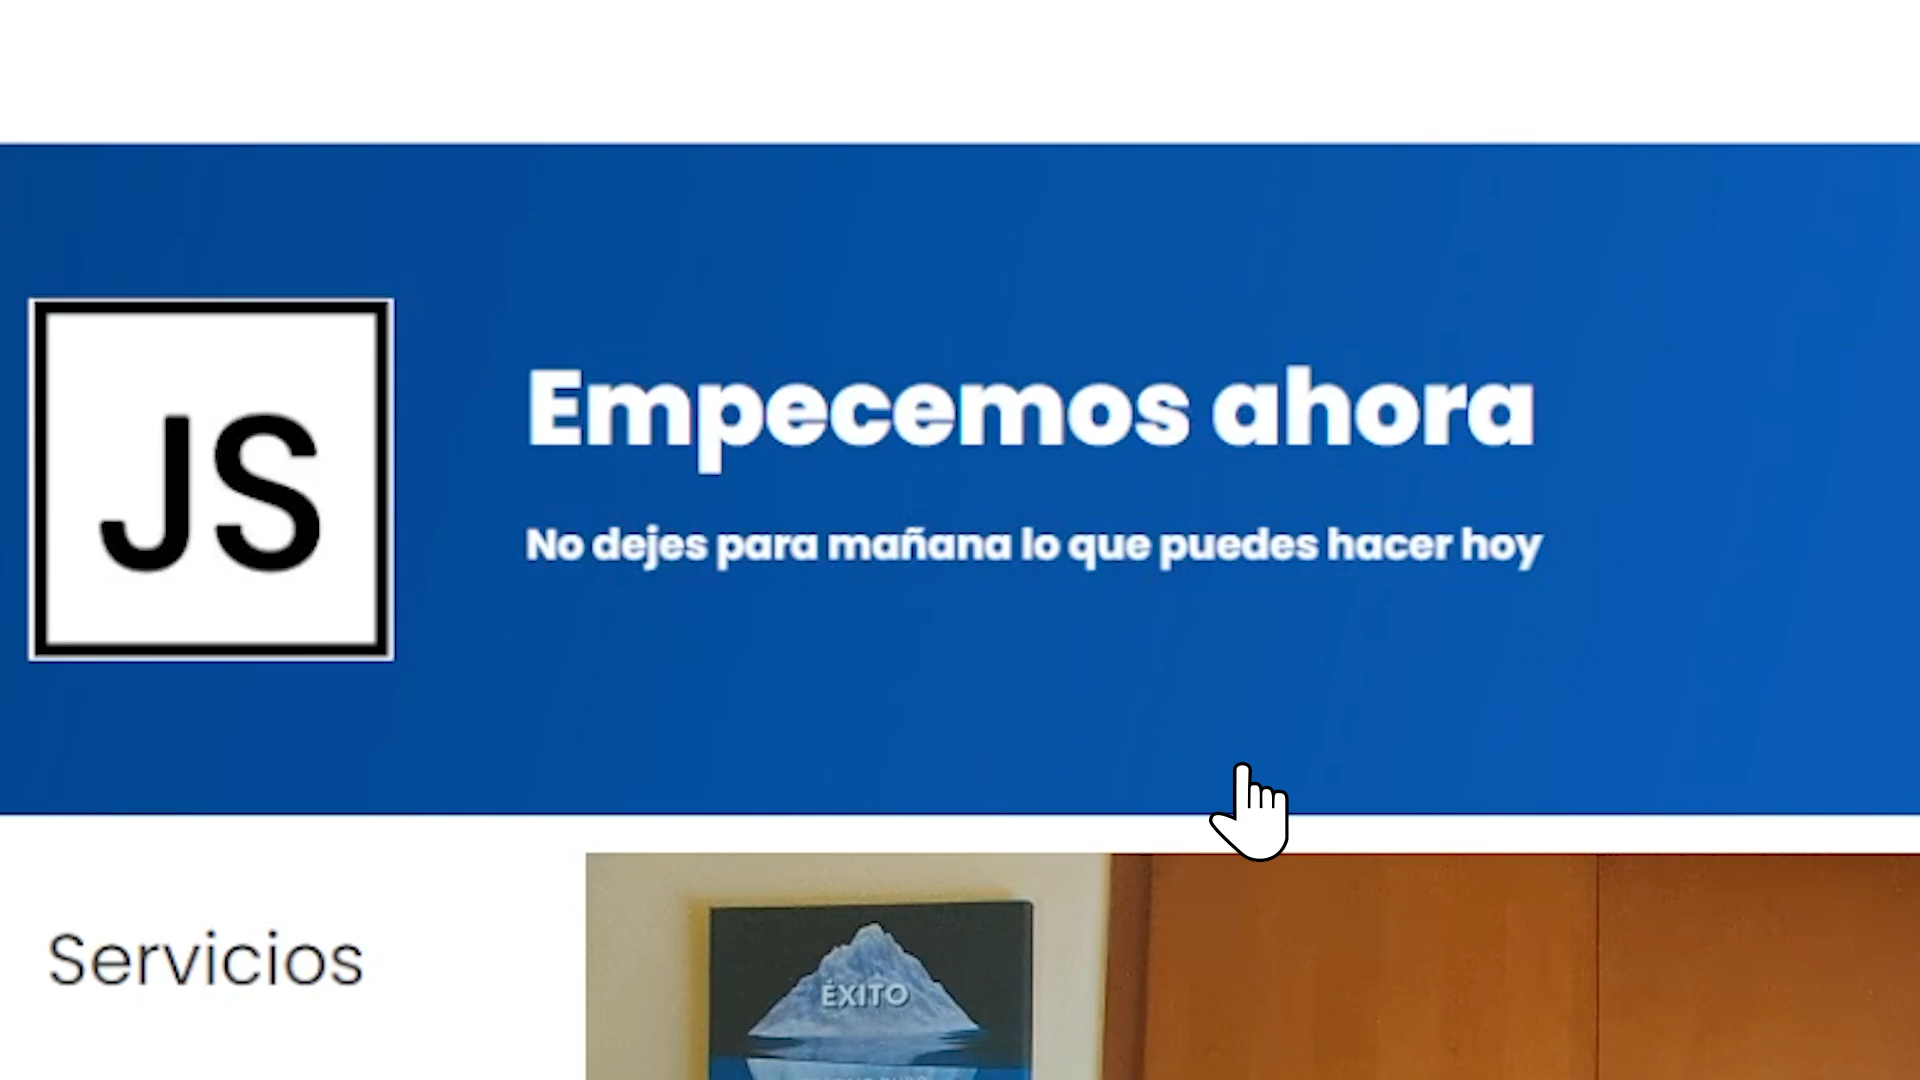 JS
Empecemos ahora
No dejes para mañana lo que puedes hacer hoy
Servicios
ÉXITO